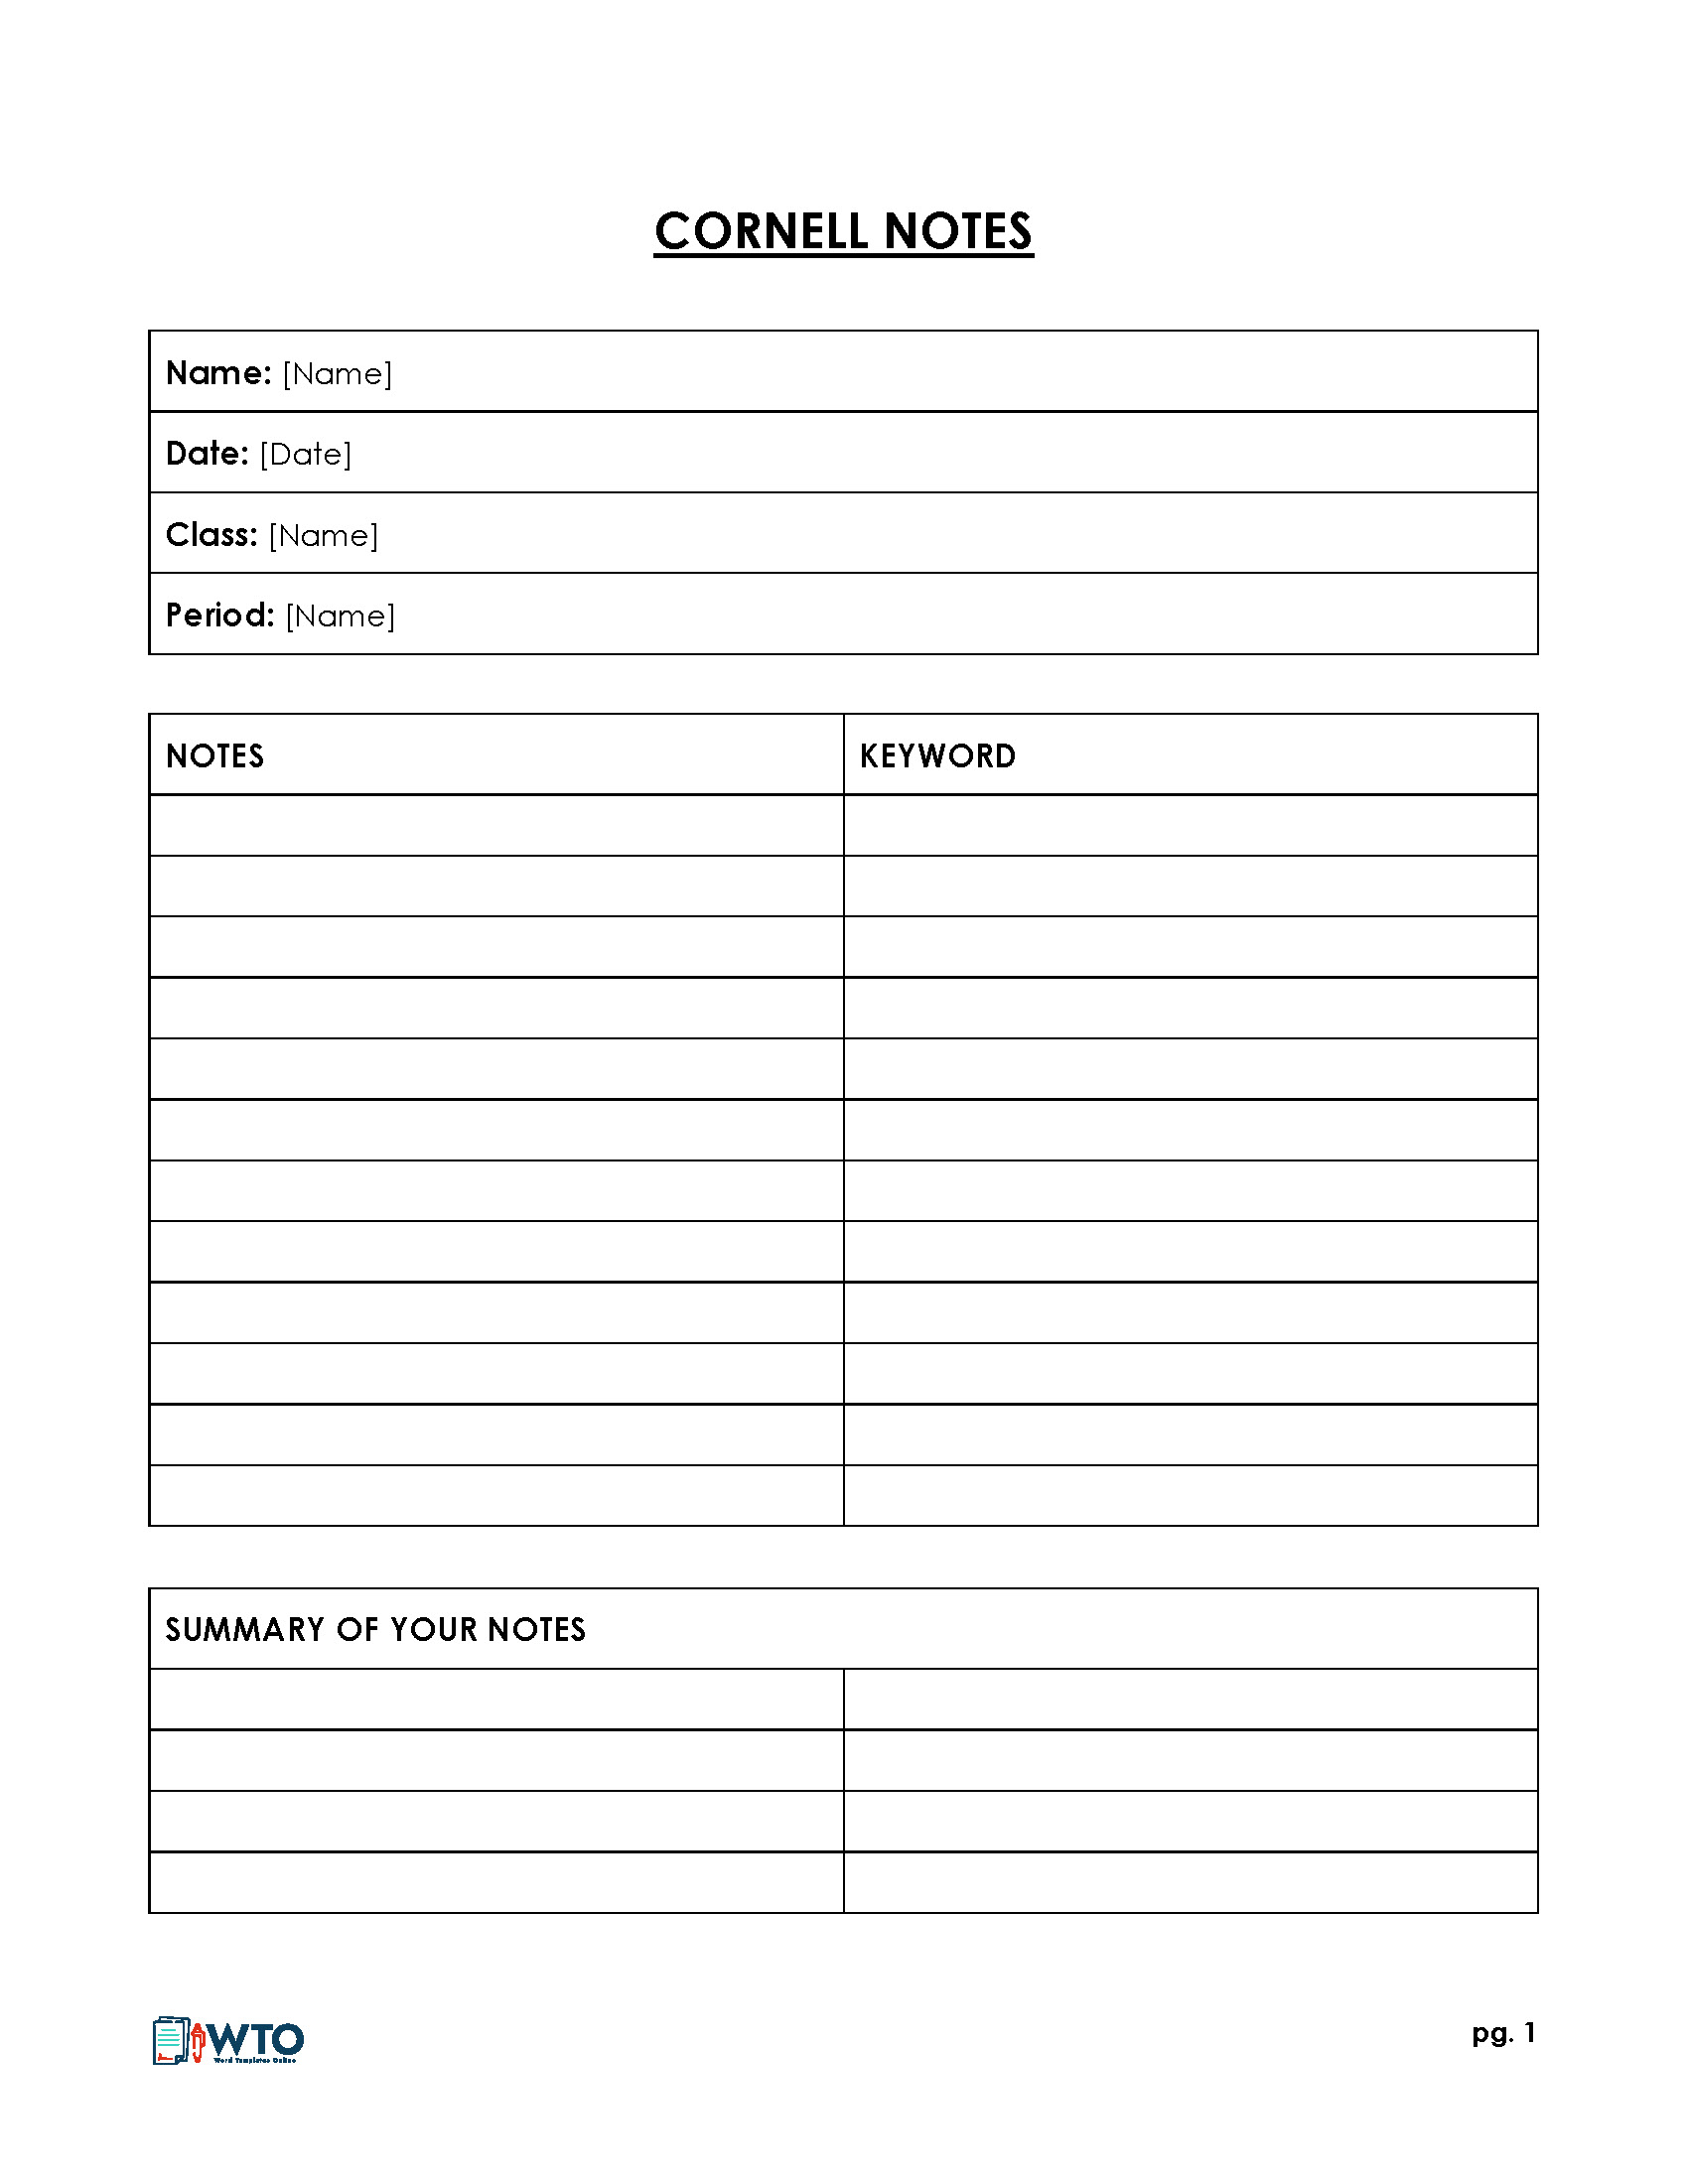 CORNELL NOTES
Name: [Name]
Date: [Date]
Class: [Name]
Period: [Name]
NOTES KEYWORD
SUMMARY OF YOUR NOTES
WTO
Word Templates Online
pg. 1